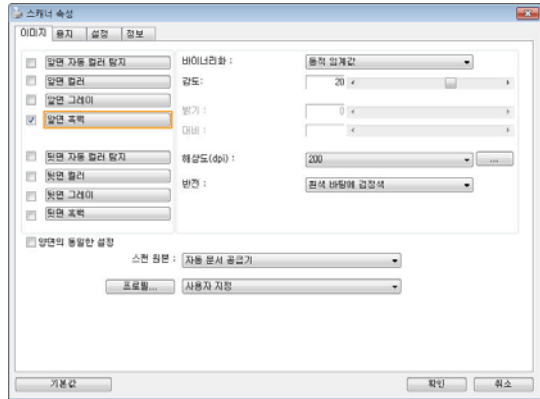 스캐너 속성
이미지 용지 설정 정보
앞면 자동 컬러 탐지
앞면 컬러
앞면 그레이
앞면 흑백
뒷면 자동 컬러 탐지
뒷면 컬러
뒷면 그레이
뒷면 흑백
바이너리화 : 동적 임계값
감도: 20
밝기 : 0
대비 :
해상도(dpi) : 200 ...
반전 : 흰색 바탕에 검정색
양면의 동일한 설정
스캔 원본 : 자동 문서 공급기
프로필... 사용자 지정
기본값 확인 취소